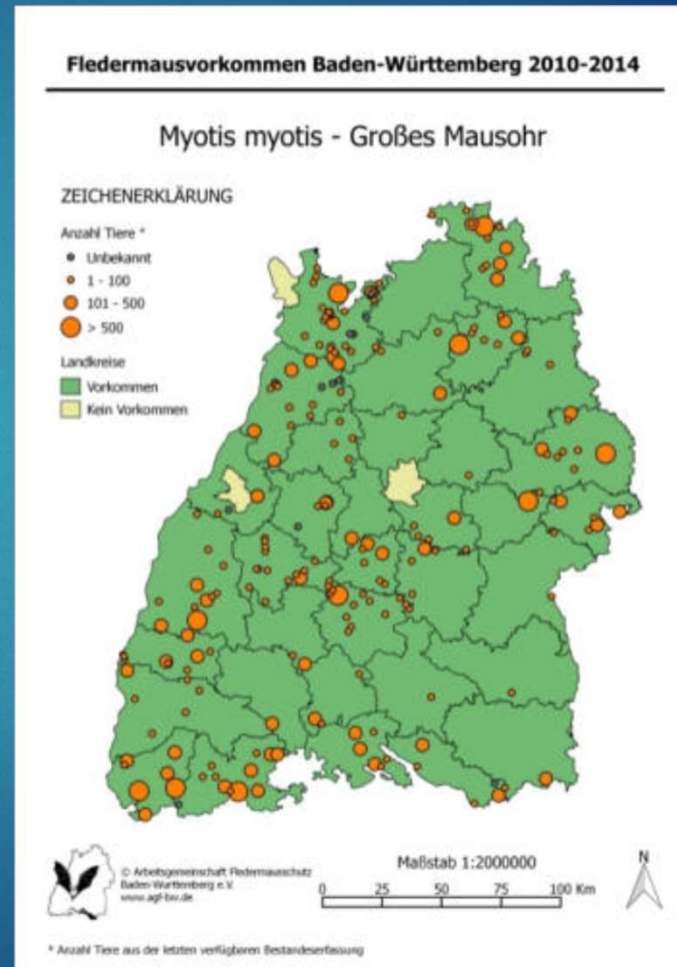 Fledermausvorkommen Baden-Württemberg 2010-2014
Myotis myotis - Großes Mausohr
ZEICHENERKLÄRUNG
Anzahl Tiere *
Unbekannt
1 - 100
101 - 500
> 500
Landkreise
Vorkommen
Kein Vorkommen
© Arbeitsgemeinschaft Fledermausschutz
Baden-Württemberg e.V.
www.agf-bw.de
Maßstab 1:2000000
0 25 50 75 100 Km
N
* Anzahl Tiere aus der letzten verfügbaren Bestandeserfassung